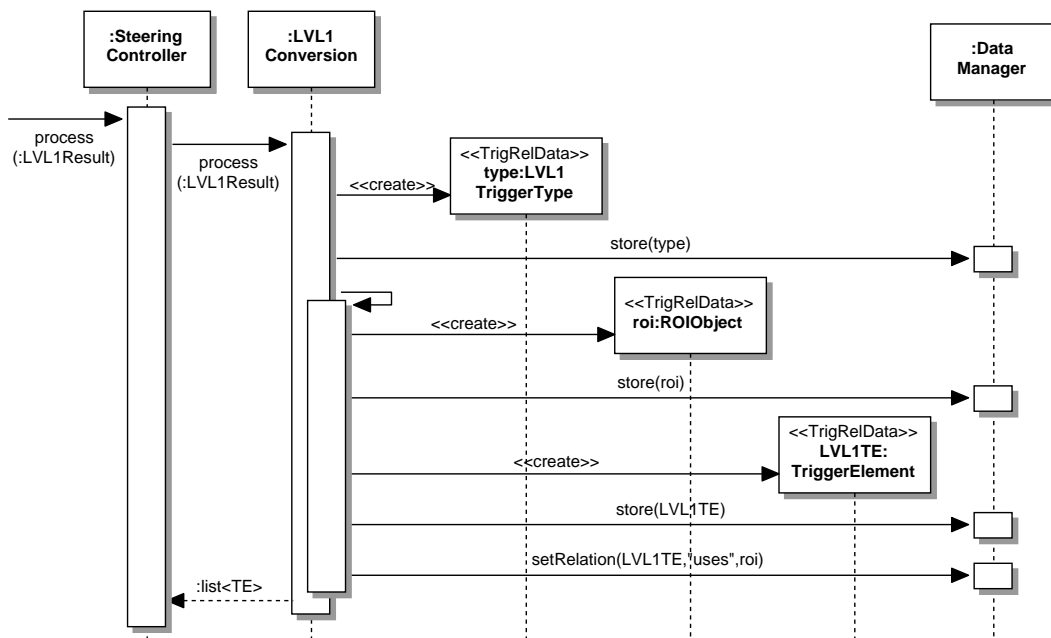 :Steering
Controller
:LVL1
Conversion
:Data
Manager
process
(:LVL1Result)
process
(:LVL1Result)
<<create>>
<<TrigRelData>>
type:LVL1
TriggerType
store(type)
<<create>>
<<TrigRelData>>
roi:ROIObject
store(roi)
<<create>>
<<TrigRelData>>
LVL1TE:
TriggerElement
store(LVL1TE)
setRelation(LVL1TE,"uses",roi)
:list<TE>